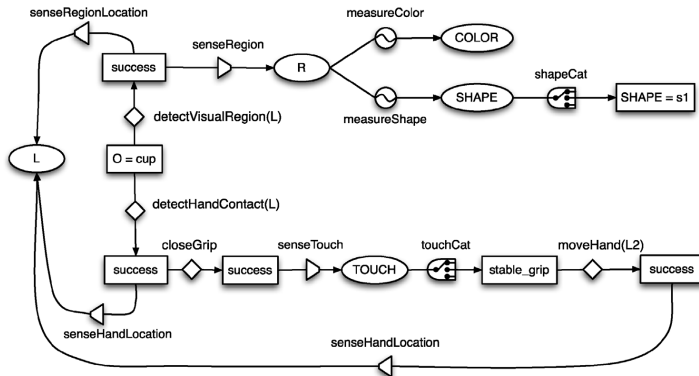 senseRegionLocation
measureColor
COLOR
senseRegion
success
R
shapeCat
SHAPE
SHAPE = s1
measureShape
detectVisualRegion(L)
L
O = cup
detectHandContact(L)
closeGrip
senseTouch
touchCat
moveHand(L2)
success
success
TOUCH
stable_grip
success
senseHandLocation
senseHandLocation